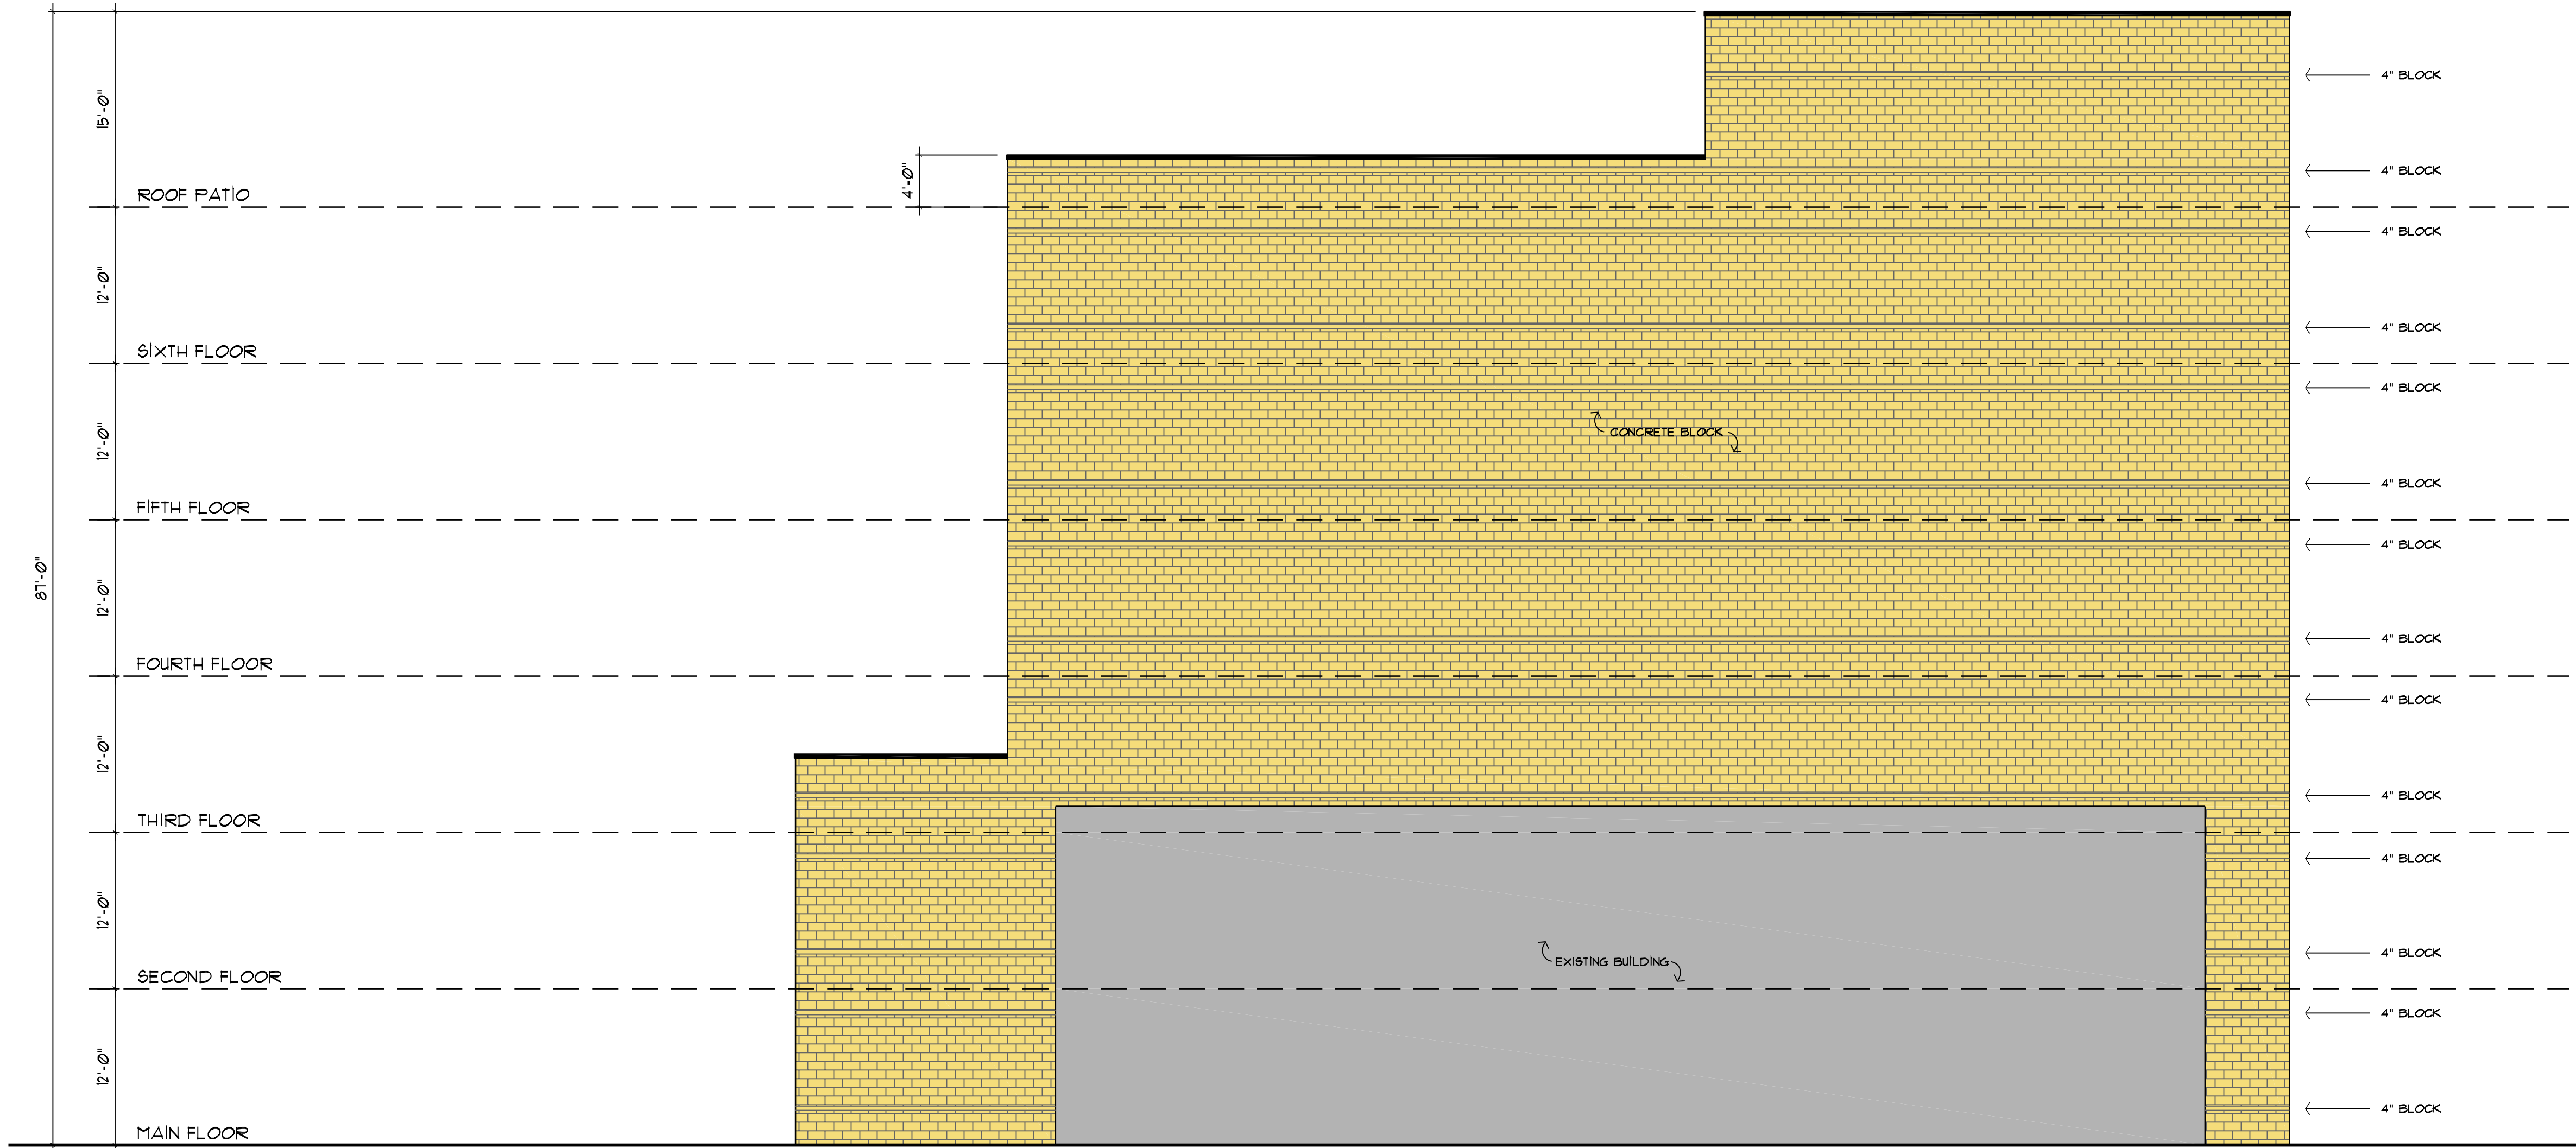 4" BLOCK
15'-0"
4'-0"
4" BLOCK
ROOF PATIO
4" BLOCK
12'-0"
4" BLOCK
SIXTH FLOOR
4" BLOCK
CONCRETE BLOCK
12'-0"
4" BLOCK
FIFTH FLOOR
4" BLOCK
87'-0"
12'-0"
4" BLOCK
FOURTH FLOOR
4" BLOCK
12'-0"
4" BLOCK
THIRD FLOOR
4" BLOCK
12'-0"
4" BLOCK
EXISTING BUILDING
SECOND FLOOR
4" BLOCK
12'-0"
4" BLOCK
MAIN FLOOR